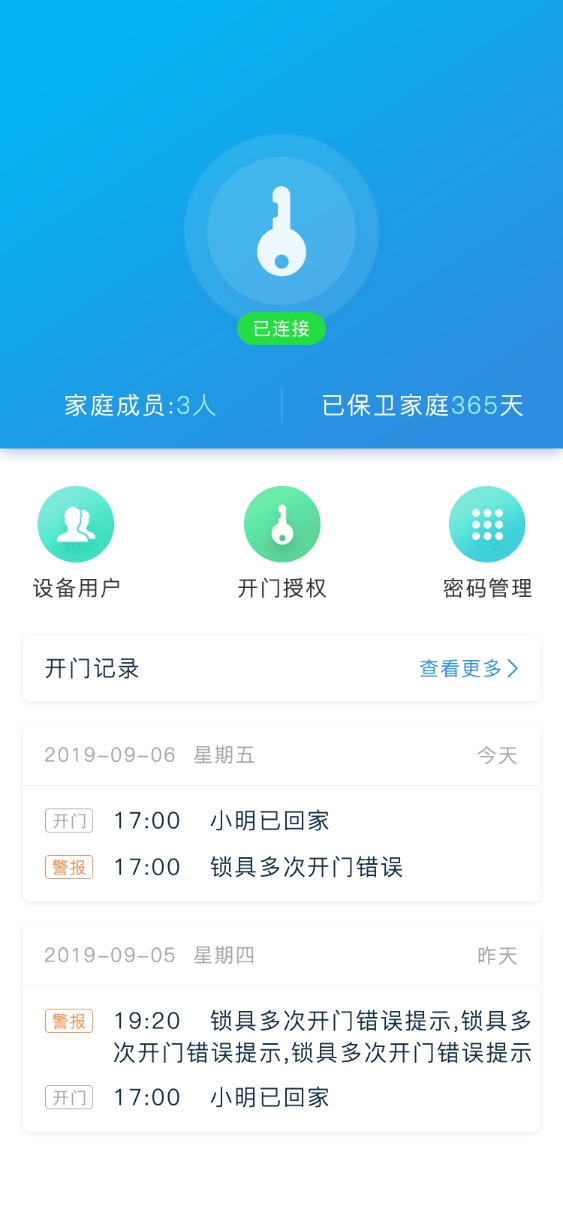 已连接
家庭成员:3人 已保卫家庭365天
设备用户 开门授权 密码管理
开门记录 查看更多
2019-09-06 星期五 今天
开门 17:00 小明已回家
警报 17:00 锁具多次开门错误
2019-09-05 星期四 昨天
警报 19:20 锁具多次开门错误提示,锁具多
次开门错误提示,锁具多次开门错误提示
开门 17:00 小明已回家